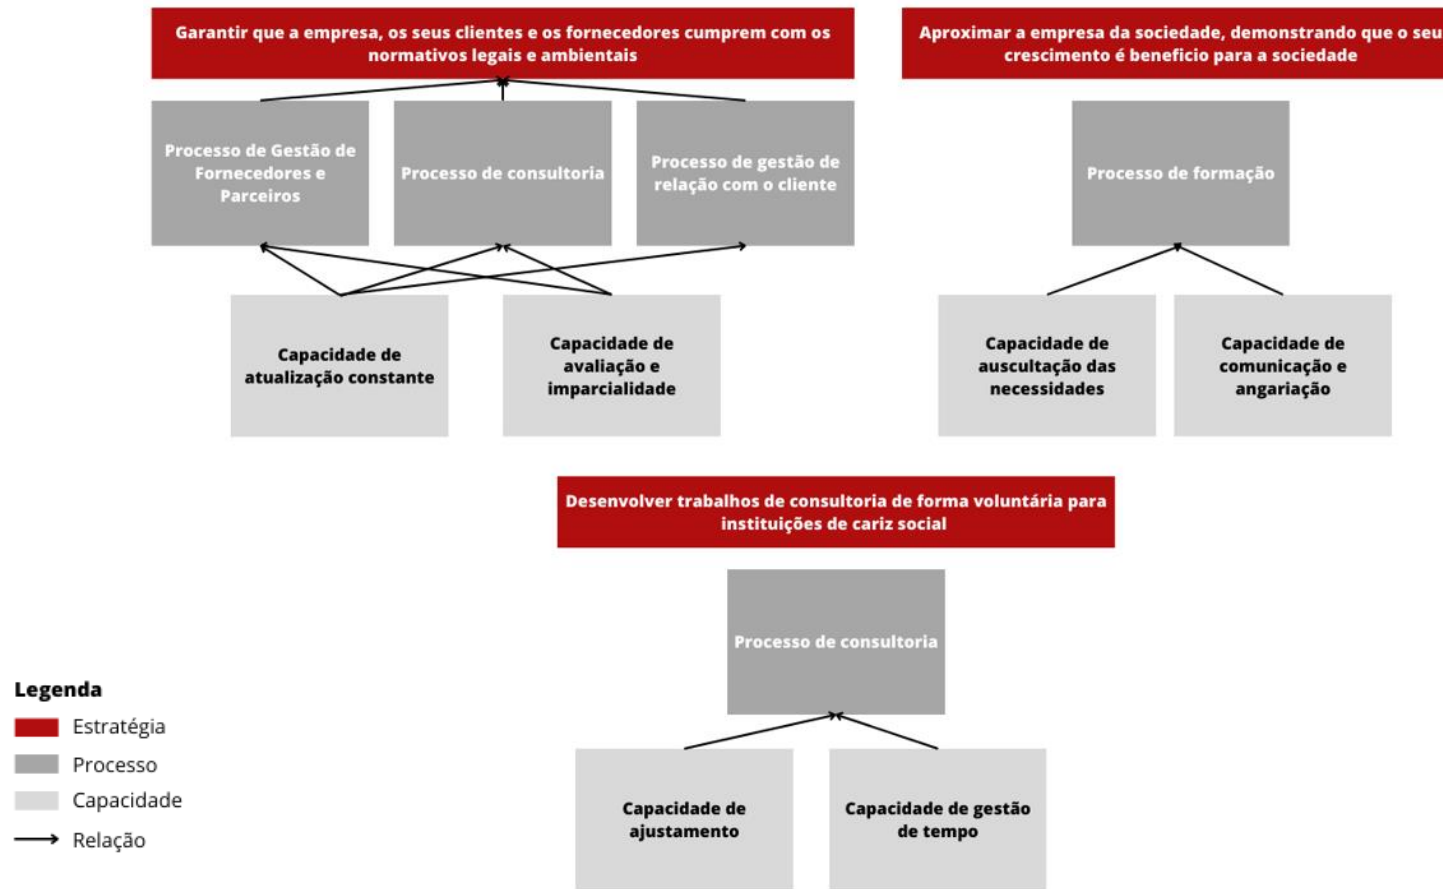 Garantir que a empresa, os seus clientes e os fornecedores cumprem com os
normativos legais e ambientais
Aproximar a empresa da sociedade, demonstrando que o seu
crescimento é beneficio para a sociedade
Processo de Gestão de
Fornecedores e
Parceiros
Processo de consultoria
Processo de gestão de
relação com o cliente
Processo de formação
Capacidade de
atualização constante
Capacidade de
avaliação e
imparcialidade
Capacidade de
auscultação das
necessidades
Capacidade de
comunicação e
angariação
Desenvolver trabalhos de consultoria de forma voluntária para
instituições de cariz social
Processo de consultoria
Capacidade de
ajustamento
Capacidade de gestão
de tempo
Legenda
Estratégia
Processo
Capacidade
Relação